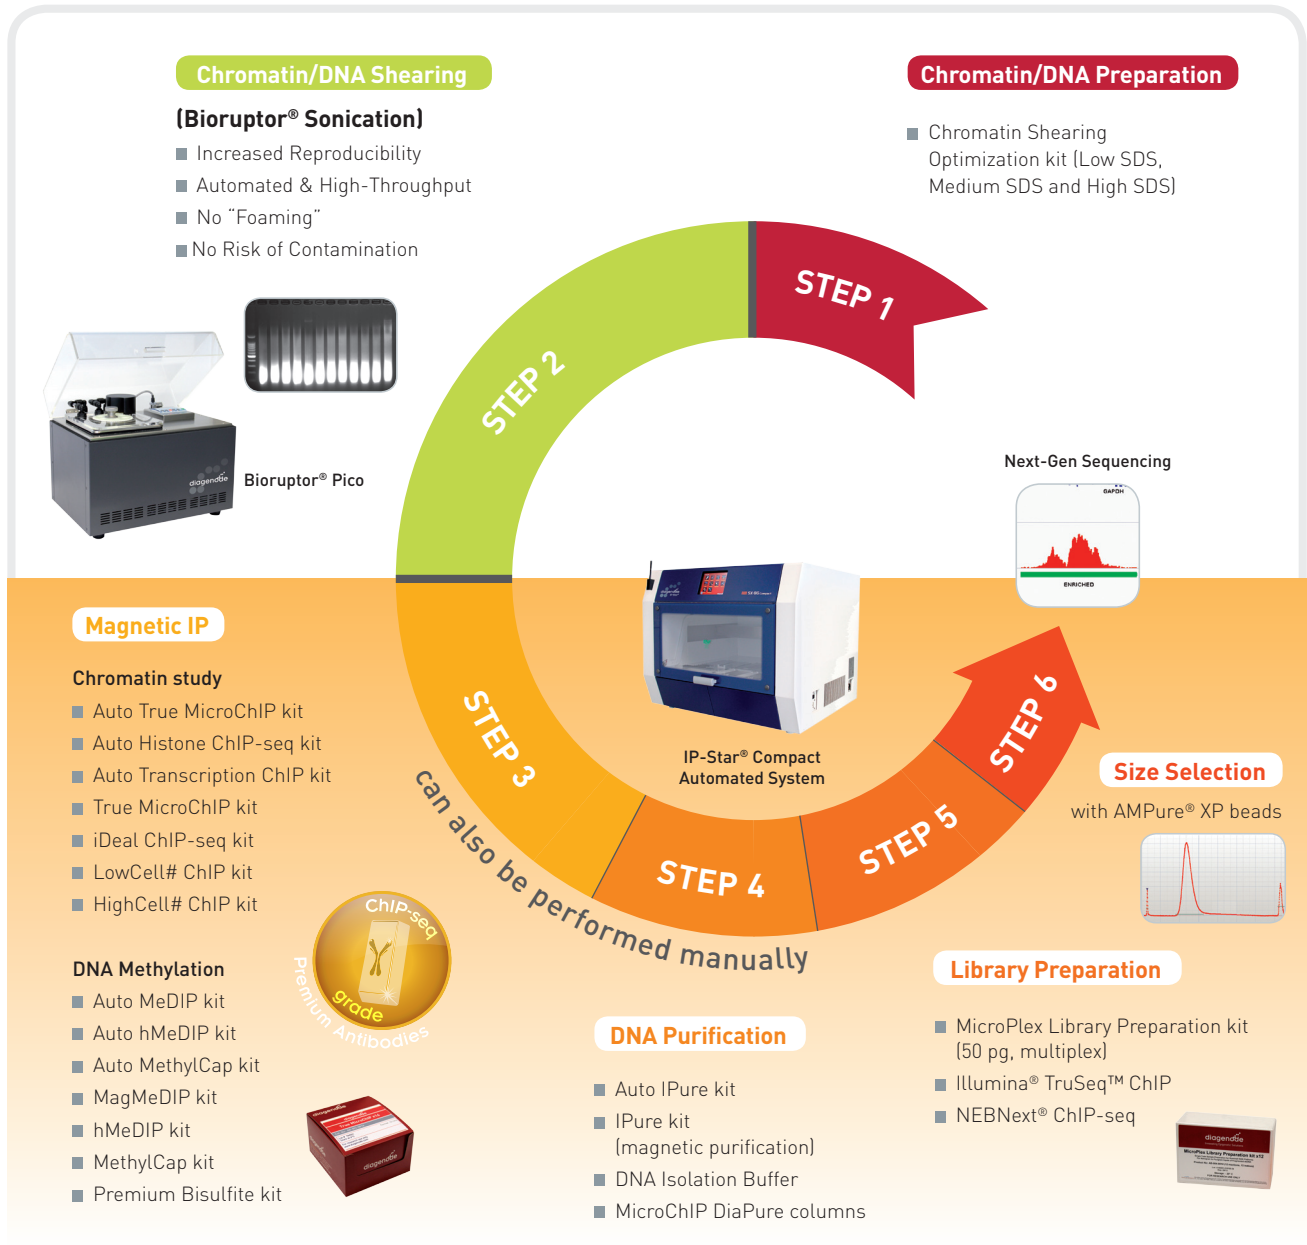 Chromatin/DNA Shearing
(Bioruptor® Sonication)
Increased Reproducibility
Automated & High-Throughput
No “Foaming”
No Risk of Contamination
Chromatin/DNA Preparation
Chromatin Shearing
Optimization kit (Low SDS,
Medium SDS and High SDS)
STEP 1
STEP 2
diagenode
Bioruptor® Pico
Next-Gen Sequencing
GAPDH
ENRICHED
Magnetic IP
Chromatin study
Auto True MicroChIP kit
Auto Histone ChIP-seq kit
Auto Transcription ChIP kit
True MicroChIP kit
iDeal ChIP-seq kit
LowCell# ChIP kit
HighCell# ChIP kit
DNA Methylation
Auto MeDIP kit
Auto hMeDIP kit
Auto MethylCap kit
MagMeDIP kit
hMeDIP kit
MethylCap kit
Premium Bisulfite kit
ChIP-seq
grade
Premium Antibodies
diagenode
STEP 3
can also be performed manually
IP-Star® Compact
Automated System
STEP 4
STEP 5
STEP 6
DNA Purification
Auto IPure kit
IPure kit
(magnetic purification)
DNA Isolation Buffer
MicroChIP DiaPure columns
Size Selection
with AMPure® XP beads
Library Preparation
MicroPlex Library Preparation kit
(50 pg, multiplex)
Illumina® TruSeq™ ChIP
NEBNext® ChIP-seq
diagenode
MicroPlex Library Preparation kit x12